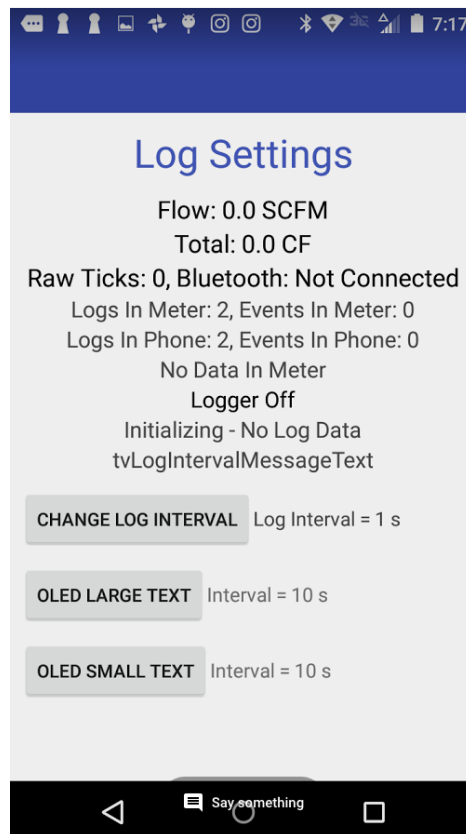 7:17
Log Settings
Flow: 0.0 SCFM
Total: 0.0 CF
Raw Ticks: 0, Bluetooth: Not Connected
Logs In Meter: 2, Events In Meter: 0
Logs In Phone: 2, Events In Phone: 0
No Data In Meter
Logger Off
Initializing - No Log Data
tvLogIntervalMessageText
CHANGE LOG INTERVAL Log Interval = 1 s
OLED LARGE TEXT Interval = 10 s
OLED SMALL TEXT Interval = 10 s
Say something